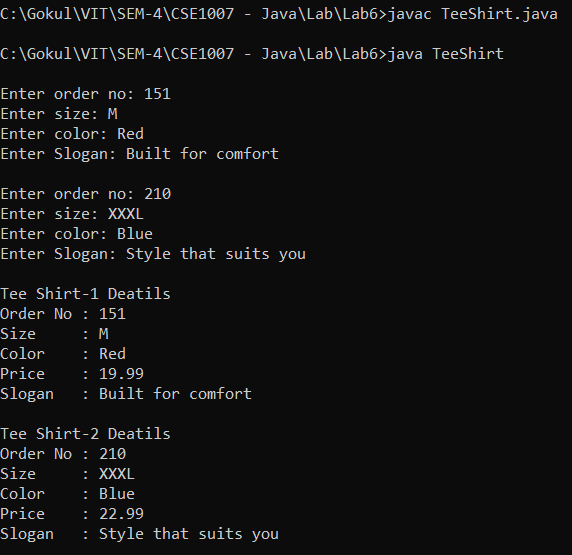 C:\Gokul\VIT\SEM-4\CSE1007 - Java\Lab\Lab6>javac TeeShirt.java
C:\Gokul\VIT\SEM-4\CSE1007 - Java\Lab\Lab6>java TeeShirt
Enter order no: 151
Enter size: M
Enter color: Red
Enter Slogan: Built for comfort
Enter order no: 210
Enter size: XXXL
Enter color: Blue
Enter Slogan: Style that suits you
Tee Shirt-1 Deatils
Order No : 151
Size     : M
Color    : Red
Price    : 19.99
Slogan   : Built for comfort
Tee Shirt-2 Deatils
Order No : 210
Size     : XXXL
Color    : Blue
Price    : 22.99
Slogan   : Style that suits you